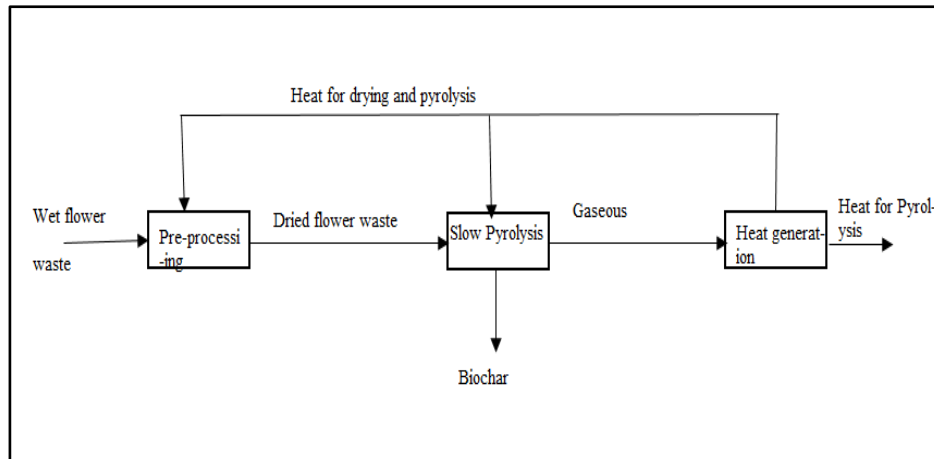 Heat for drying and pyrolysis
Wet flower
waste
Pre-processi
-ing
Dried flower waste
Slow Pyrolysis
Gaseous
Heat generat-
ion
Heat for Pyrol-
ysis
Biochar